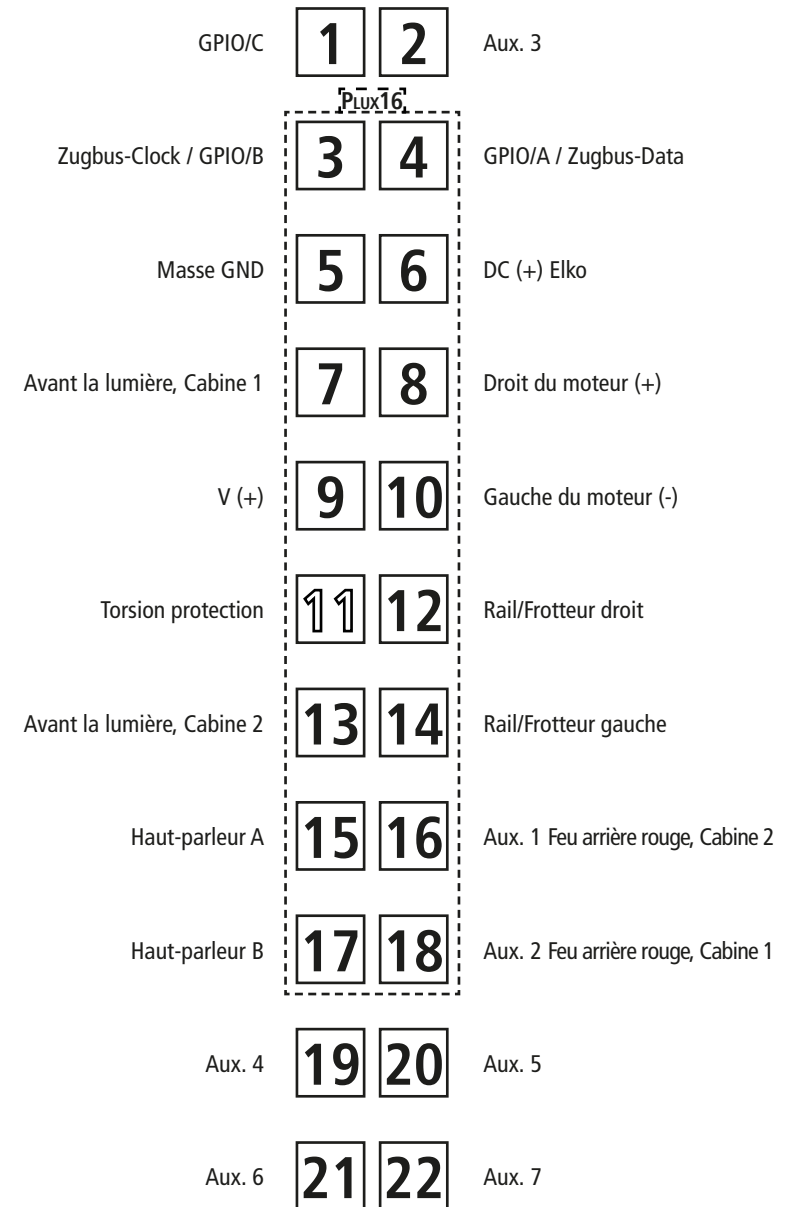 GPIO/C 1 2 Aux. 3
PLUX16
Zugbus-Clock / GPIO/B 3 4 GPIO/A / Zugbus-Data
Masse GND 5 6 DC (+) Elko
Avant la lumière, Cabine 1 7 8 Droit du moteur (+)
V (+) 9 10 Gauche du moteur (-)
Torsion protection 11 12 Rail/Frotteur droit
Avant la lumière, Cabine 2 13 14 Rail/Frotteur gauche
Haut-parleur A 15 16 Aux. 1 Feu arrière rouge, Cabine 2
Haut-parleur B 17 18 Aux. 2 Feu arrière rouge, Cabine 1
Aux. 4 19 20 Aux. 5
Aux. 6 21 22 Aux. 7